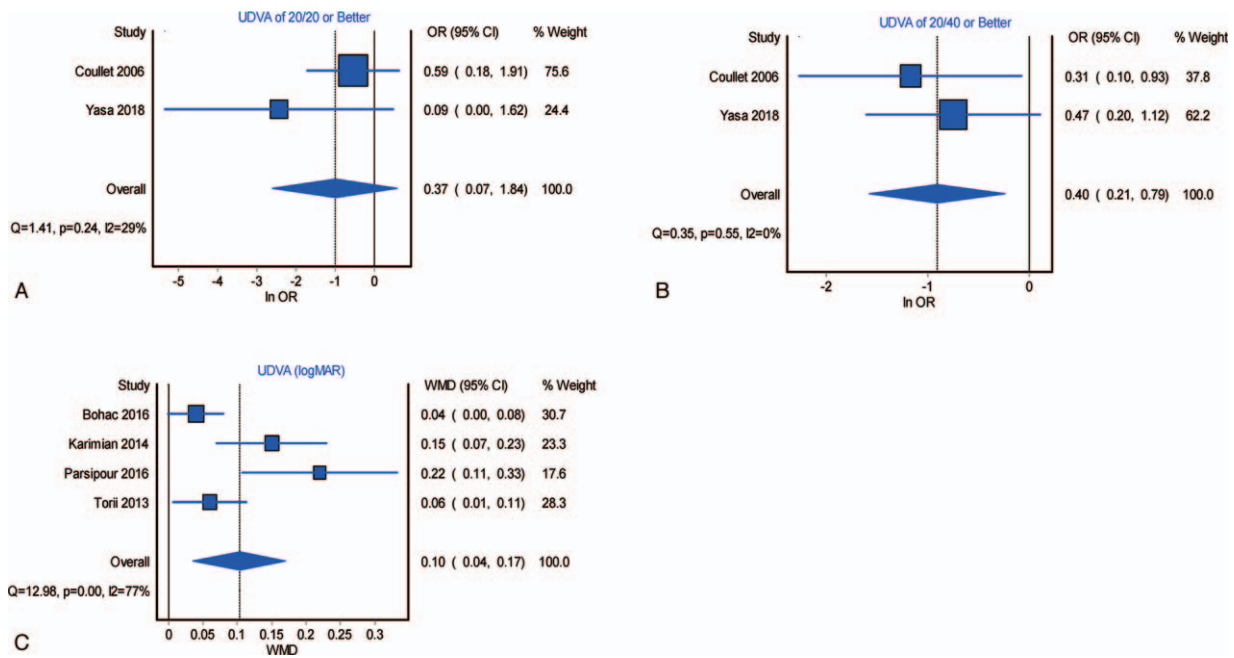 UDVA of 20/20 or Better
Study OR (95% CI) % Weight
Coullet 2006 0.59 ( 0.18, 1.91) 75.6
Yasa 2018 0.09 ( 0.00, 1.62) 24.4
Overall 0.37 ( 0.07, 1.84) 100.0
Q=1.41, p=0.24, I2=29%
-5 -4 -3 -2 -1 0
ln OR
A
UDVA of 20/40 or Better
Study OR (95% CI) % Weight
Coullet 2006 0.31 ( 0.10, 0.93) 37.8
Yasa 2018 0.47 ( 0.20, 1.12) 62.2
Overall 0.40 ( 0.21, 0.79) 100.0
Q=0.35, p=0.55, I2=0%
-2 -1 0
ln OR
B
UDVA (logMAR)
Study WMD (95% CI) % Weight
Bohac 2016 0.04 ( 0.00, 0.08) 30.7
Karimian 2014 0.15 ( 0.07, 0.23) 23.3
Parsipour 2016 0.22 ( 0.11, 0.33) 17.6
Torii 2013 0.06 ( 0.01, 0.11) 28.3
Overall 0.10 ( 0.04, 0.17) 100.0
Q=12.98, p=0.00, I2=77%
0 0.05 0.1 0.15 0.2 0.25 0.3
WMD
C